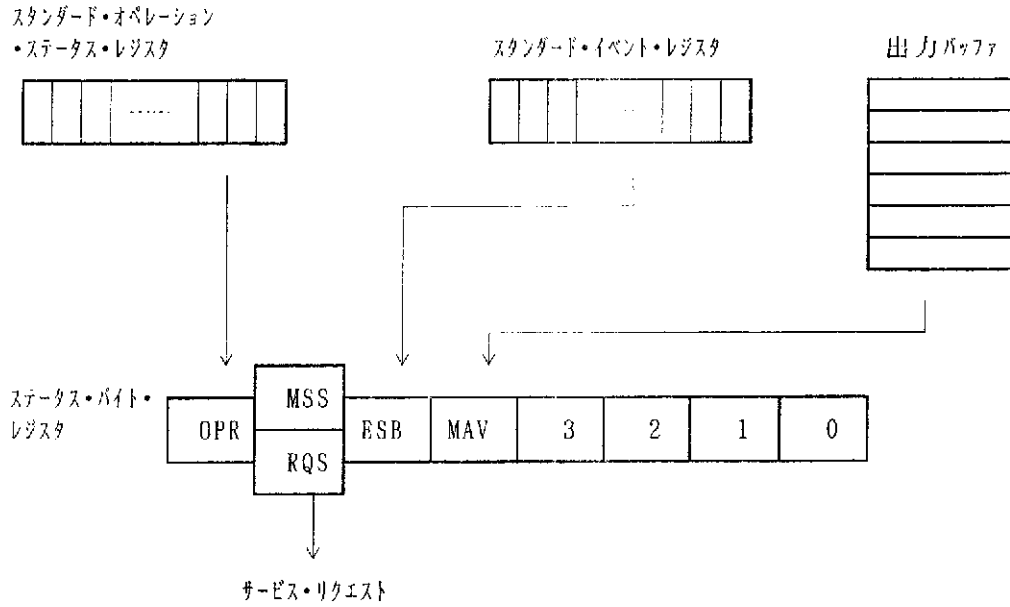 スタンダード・オペレーション
・ステータス・レジスタ
スタンダード・イベント・レジスタ
出力バッファ
ステータス・バイト・
レジスタ
OPR
MSS
RQS
ESB
MAV
3
2
1
0
サービス・リクエスト